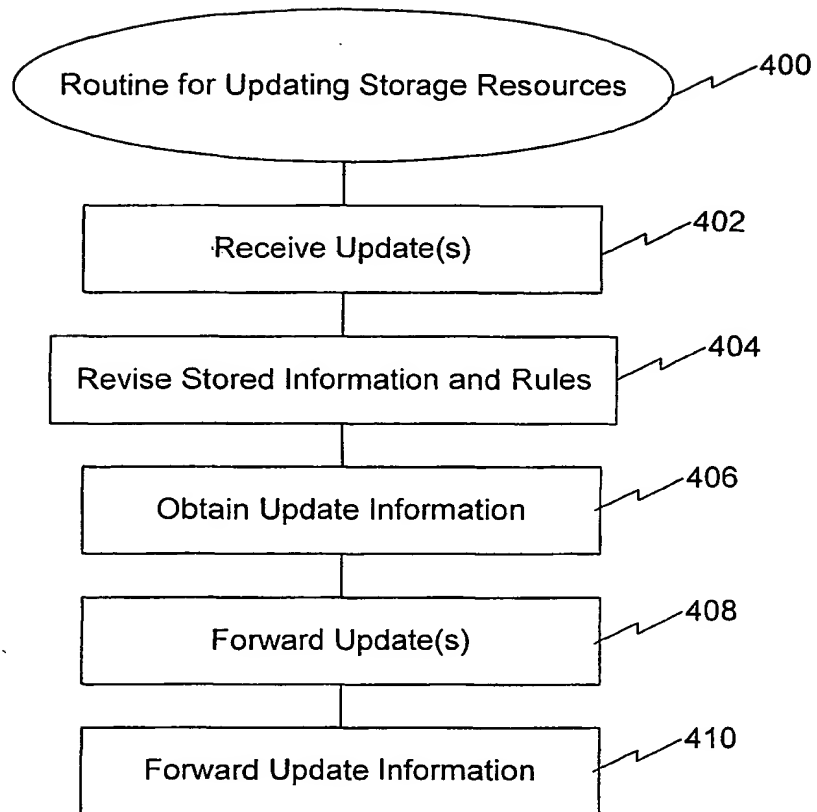 Routine for Updating Storage Resources
400
Receive Update(s)
402
Revise Stored Information and Rules
404
Obtain Update Information
406
Forward Update(s)
408
Forward Update Information
410